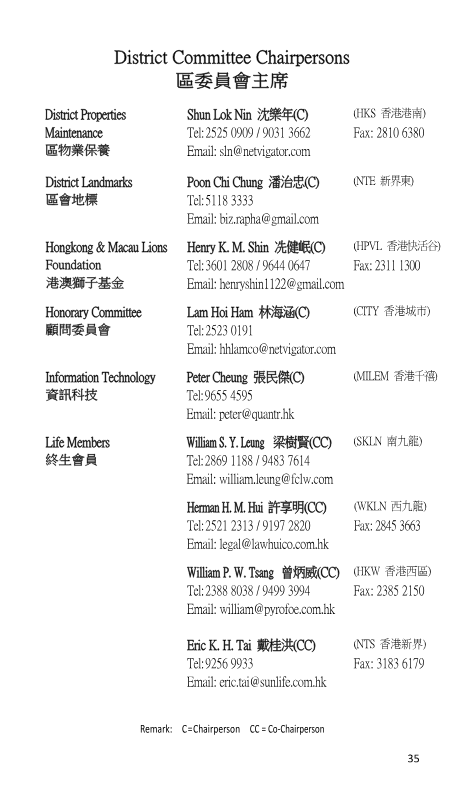 District Committee Chairpersons
區委員會主席
District Properties Shun Lok Nin 沈樂年(C) (HKS 香港港南)
Maintenance Tel: 2525 0909 / 9031 3662 Fax: 2810 6380
區物業保養 Email: sln@netvigator.com
District Landmarks Poon Chi Chung 潘治忠(C) (NTE 新界東)
區會地標 Tel: 5118 3333
Email: biz.rapha@gmail.com
Hongkong & Macau Lions Henry K. M. Shin 冼健岷(C) (HPVL 香港快活谷)
Foundation Tel: 3601 2808 / 9644 0647 Fax: 2311 1300
港澳獅子基金 Email: henryshin1122@gmail.com
Honorary Committee Lam Hoi Ham 林海涵(C) (CITY 香港城市)
顧問委員會 Tel: 2523 0191
Email: hhlamco@netvigator.com
Information Technology Peter Cheung 張民傑(C) (MILEM 香港千禧)
資訊科技 Tel: 9655 4595
Email: peter@quantr.hk
Life Members William S. Y. Leung 梁樹賢(CC) (SKLN 南九龍)
終生會員 Tel: 2869 1188 / 9483 7614
Email: william.leung@fclw.com
Herman H. M. Hui 許享明(CC) (WKLN 西九龍)
Tel: 2521 2313 / 9197 2820 Fax: 2845 3663
Email: legal@lawhuico.com.hk
William P. W. Tsang 曾炳威(CC) (HKW 香港西區)
Tel: 2388 8038 / 9499 3994 Fax: 2385 2150
Email: william@pyrofoe.com.hk
Eric K. H. Tai 戴桂洪(CC) (NTS 香港新界)
Tel: 9256 9933 Fax: 3183 6179
Email: eric.tai@sunlife.com.hk
Remark: C=Chairperson CC = Co-Chairperson
35